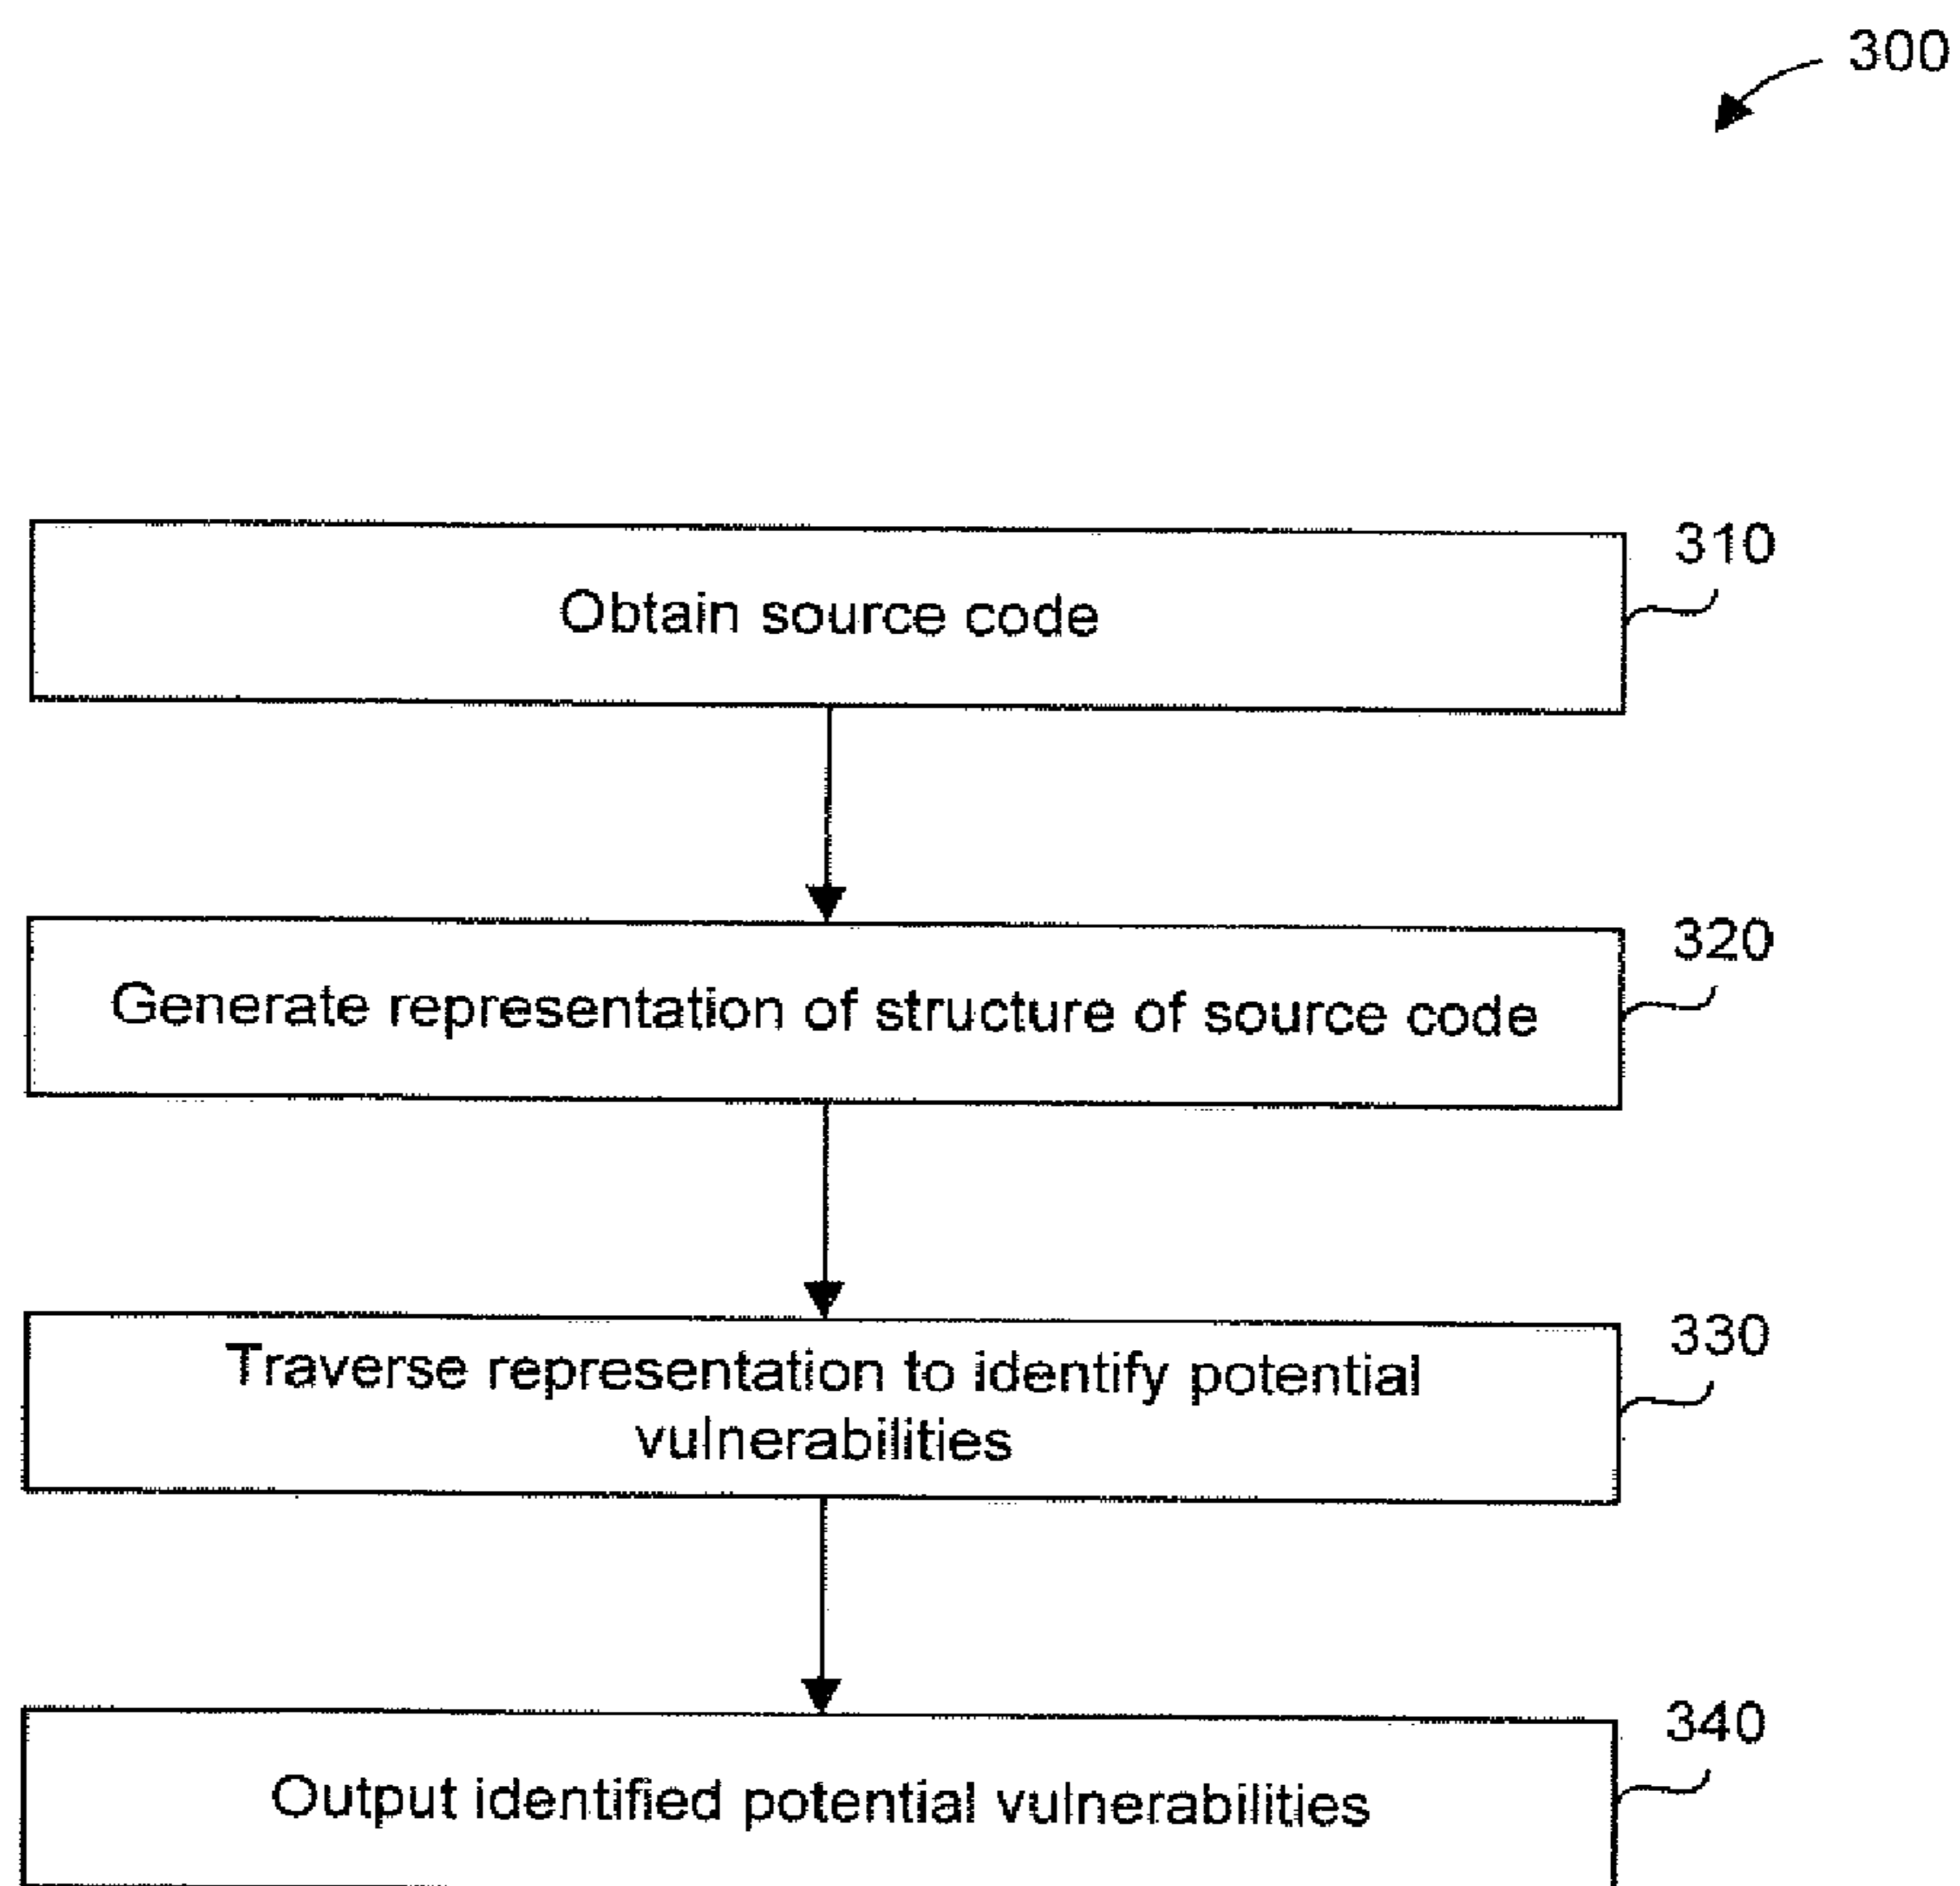 300
310
Obtain source code
320
Generate representation of structure of source code
330
Traverse representation to identify potential
vulnerabilities
340
Output identified potential vulnerabilities